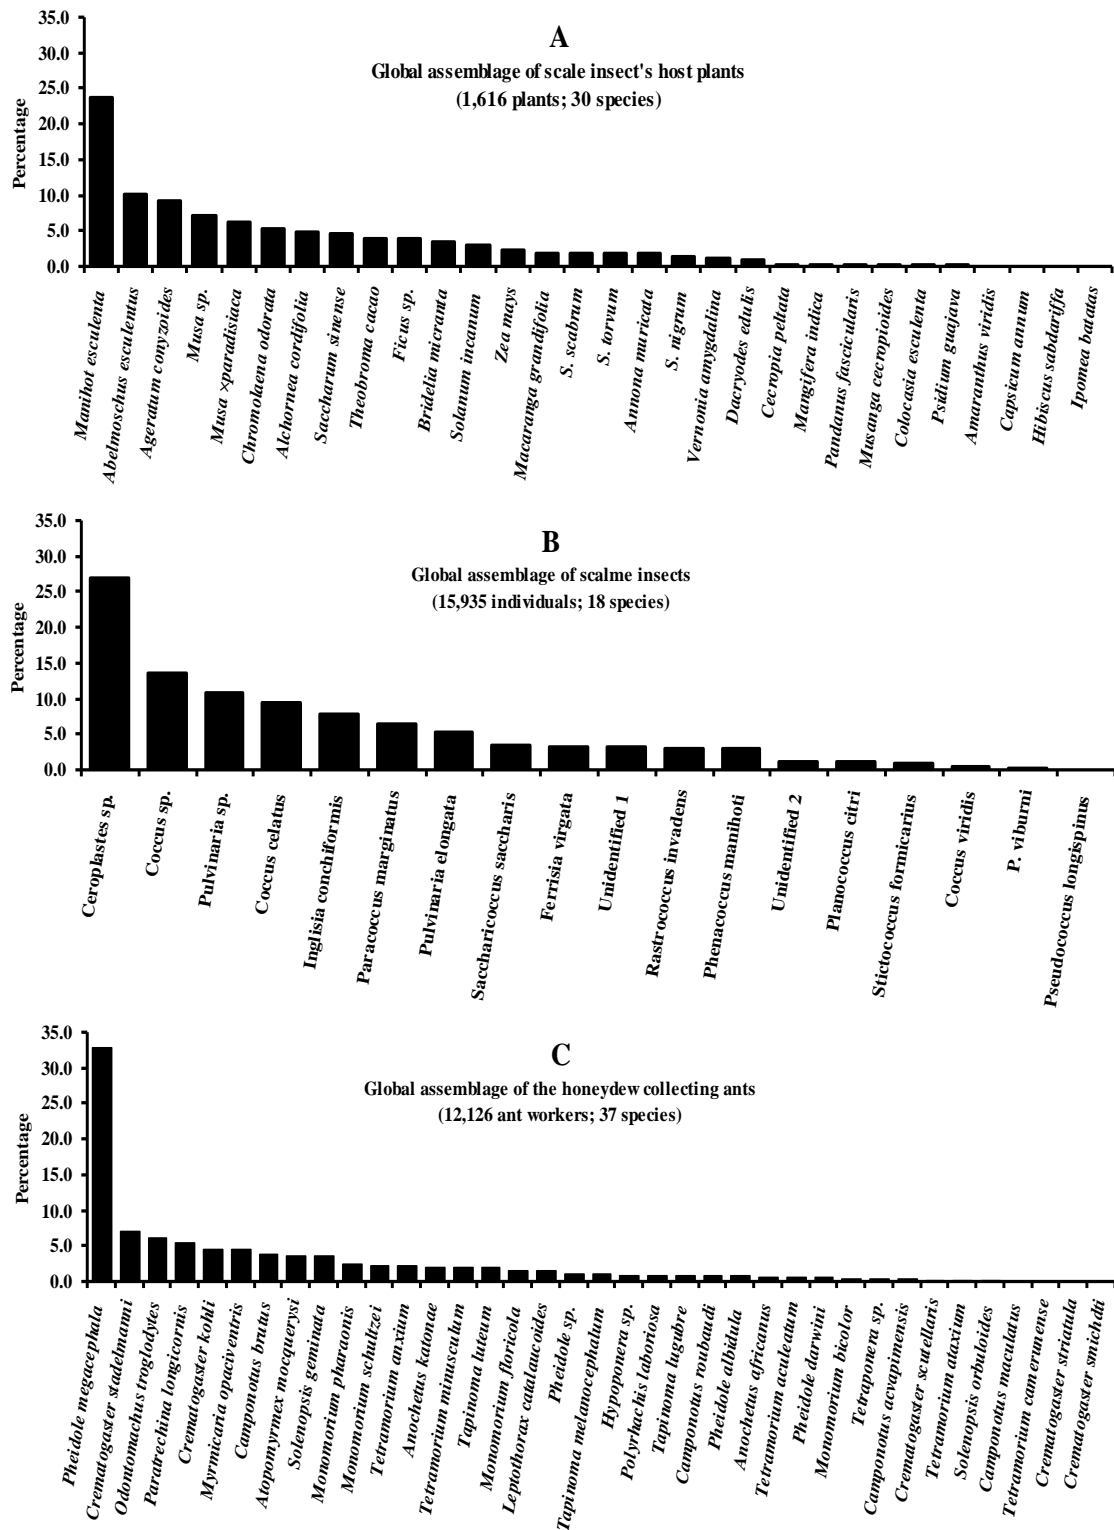 35.0
30.0
25.0
20.0
15.0
10.0
5.0
0.0
Percentage
A
Global assemblage of scale insect's host plants
(1,616 plants; 30 species)
Manihot esculenta
Abelmoschus esculentus
Ageratum conyzoides
Musa sp.
Musa ×paradisiaca
Chromolaena odorata
Alchornea cordifolia
Saccharum sinense
Theobroma cacao
Ficus sp.
Bridelia micranta
Solanum incanum
Zea mays
Macaranga grandifolia
S. scabrum
S. torvum
Annona muricata
S. nigrum
Vernonia amygdalina
Dacryodes edulis
Cecropia peltata
Mangifera indica
Pandanus fascicularis
Musanga cecropioides
Colocasia esculenta
Psidium guajava
Amaranthus viridis
Capsicum annum
Hibiscus sabdariffa
Ipomea batatas
35.0
30.0
25.0
20.0
15.0
10.0
5.0
0.0
Percentage
B
Global assemblage of scalme insects
(15,935 individuals; 18 species)
Ceroplastes sp.
Coccus sp.
Pulvinaria sp.
Coccus celatus
Inglisia conchiformis
Paracoccus marginatus
Pulvinaria elongata
Saccharicoccus saccharis
Ferrisia virgata
Unidentified 1
Rastrococcus invadens
Phenacoccus manihoti
Unidentified 2
Planococcus citri
Stictococcus formicarius
Coccus viridis
P. viburni
Pseudococcus longispinus
35.0
30.0
25.0
20.0
15.0
10.0
5.0
0.0
Percentage
C
Global assemblage of the honeydew collecting ants
(12,126 ant workers; 37 species)
Pheidole megacephala
Crematogaster stadelmanni
Odontomachus troglodytes
Paratrechina longicornis
Crematogaster kohli
Myrmicaria opaciventris
Camponotus brutus
Atopomyrmex mocquerysi
Solenopsis geminata
Monomorium pharaonis
Monomorium schultzei
Tetramorium anxium
Anochetus katonae
Tetramorium minusculum
Tapinoma luteum
Monomorium floricola
Leptothorax catalaucoides
Pheidole sp.
Tapinoma melanocephalum
Hypoponera sp.
Polyrhachis laboriosa
Tapinoma lugubre
Camponotus roubaudi
Pheidole albidula
Anochetus africanus
Tetramorium aculeatum
Pheidole darwini
Monomorium bicolor
Tetraponera sp.
Camponotus acvapimensis
Crematogaster scutellaris
Tetramorium ataxium
Solenopsis orbuloides
Camponotus maculatus
Tetramorium camerunense
Crematogaster striatula
Crematogaster smichdti